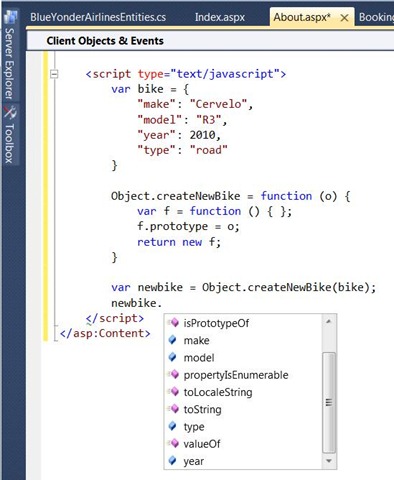 BlueYonderAirlinesEntities.cs Index.aspx About.aspx* × Booking
Server Explorer
Toolbox
Client Objects & Events
<script type="text/javascript">
var bike = {
"make": "Cervelo",
"model": "R3",
"year": 2010,
"type": "road"
}
Object.createNewBike = function (o) {
var f = function () { };
f.prototype = o;
return new f;
}
var newbike = Object.createNewBike(bike);
newbike.
</script>
</asp:Content>
isPrototypeOf
make
model
propertyIsEnumerable
toLocaleString
toString
type
valueOf
year